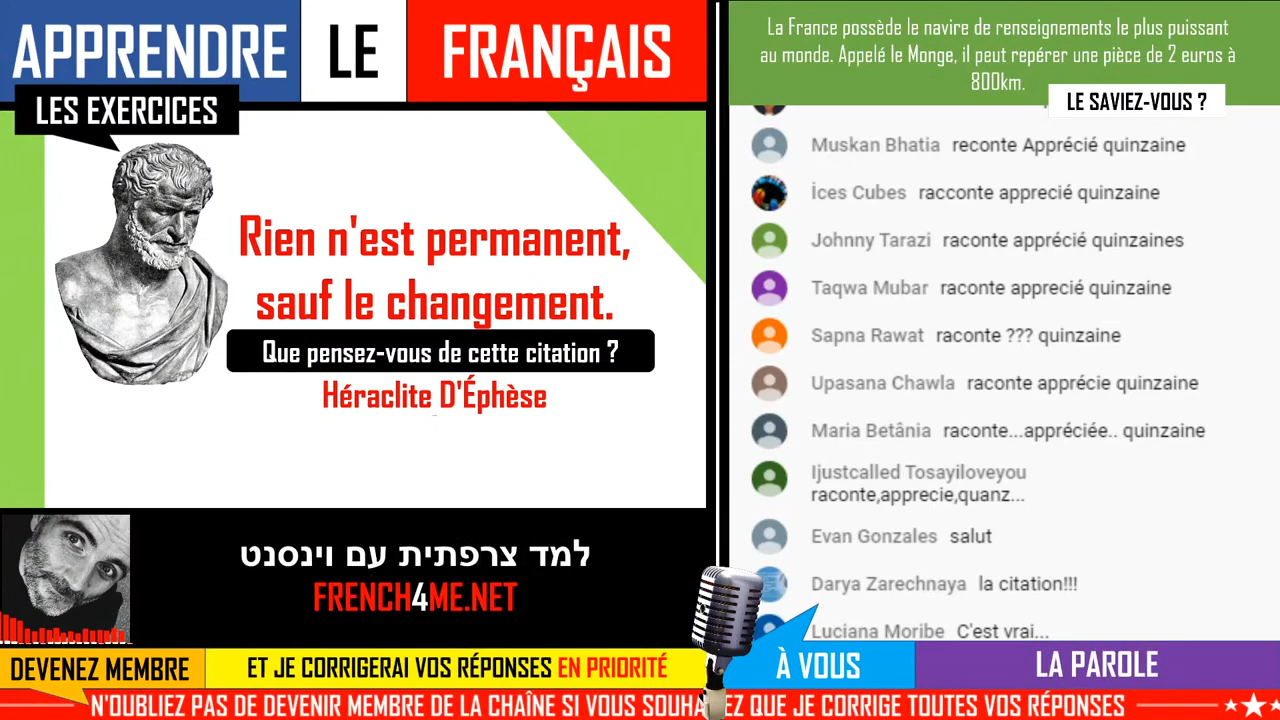 APPRENDRE LE FRANÇAIS
LES EXERCICES
Rien n'est permanent,
sauf le changement.
Que pensez-vous de cette citation ?
Héraclite D'Éphèse
למד צרפתית עם וינסנט
FRENCH4ME.NET
DEVENEZ MEMBRE
ET JE CORRIGERAI VOS RÉPONSES EN PRIORITÉ
La France possède le navire de renseignements le plus puissant
au monde. Appelé le Monge, il peut repérer une pièce de 2 euros à
800km.
LE SAVIEZ-VOUS ?
Muskan Bhatia reconte Apprécié quinzaine
İces Cubes racconte apprecié quinzaine
Johnny Tarazi raconte apprécié quinzaines
Taqwa Mubar raconte apprecié quinzaine
Sapna Rawat raconte ??? quinzaine
Upasana Chawla raconte apprécie quinzaine
Maria Betânia raconte...appréciée.. quinzaine
Ijustcalled Tosayiloveyou
raconte,apprecie,quanz...
Evan Gonzales salut
Darya Zarechnaya la citation!!!
Luciana Moribe C'est vrai...
À VOUS
LA PAROLE
N'OUBLIEZ PAS DE DEVENIR MEMBRE DE LA CHAÎNE SI VOUS SOUHA EZ QUE JE CORRIGE TOUTES VOS RÉPONSES